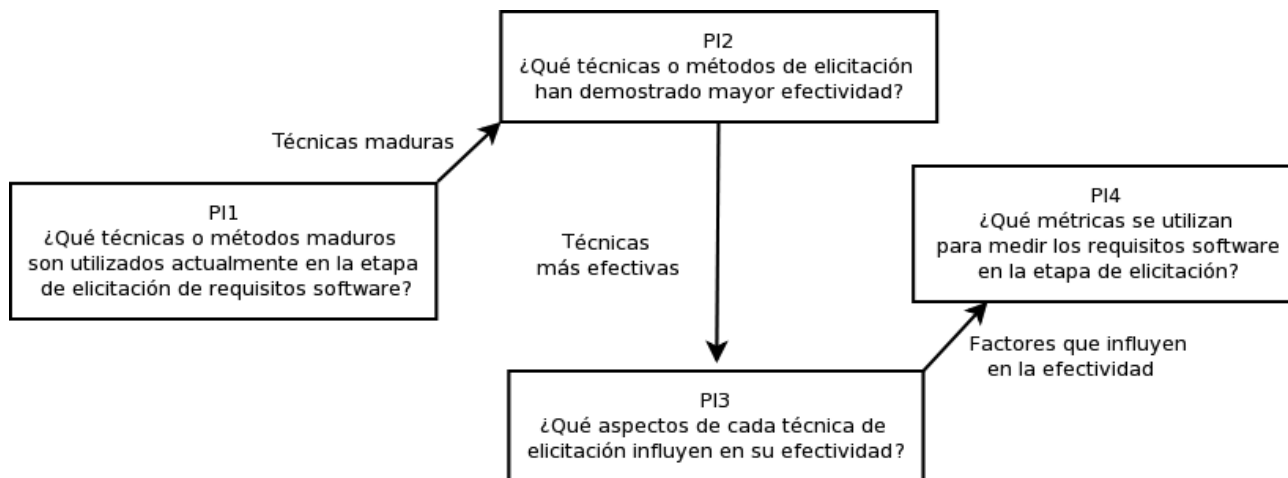 PI2
¿Qué técnicas o métodos de elicitación
han demostrado mayor efectividad?
Técnicas maduras
PI1
¿Qué técnicas o métodos maduros
son utilizados actualmente en la etapa
de elicitación de requisitos software?
Técnicas
más efectivas
PI4
¿Qué métricas se utilizan
para medir los requisitos software
en la etapa de elicitación?
Factores que influyen
en la efectividad
PI3
¿Qué aspectos de cada técnica de
elicitación influyen en su efectividad?